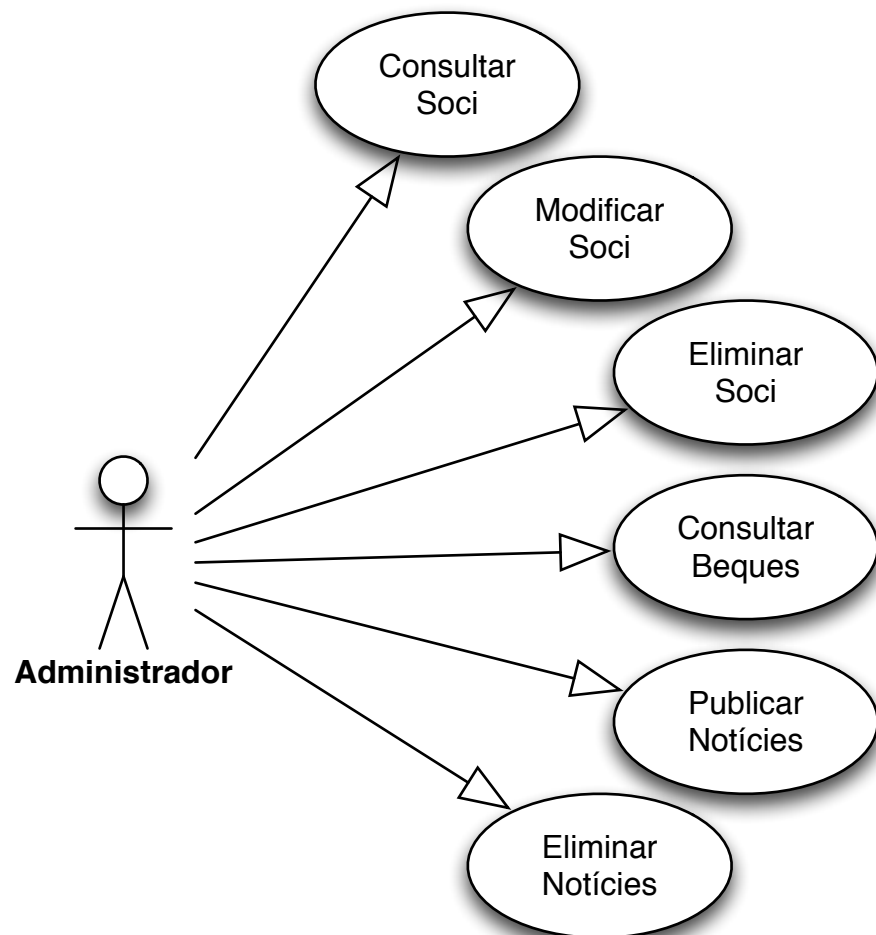 Consultar
Soci
Modificar
Soci
Eliminar
Soci
Consultar
Beques
Administrador
Publicar
Notícies
Eliminar
Notícies